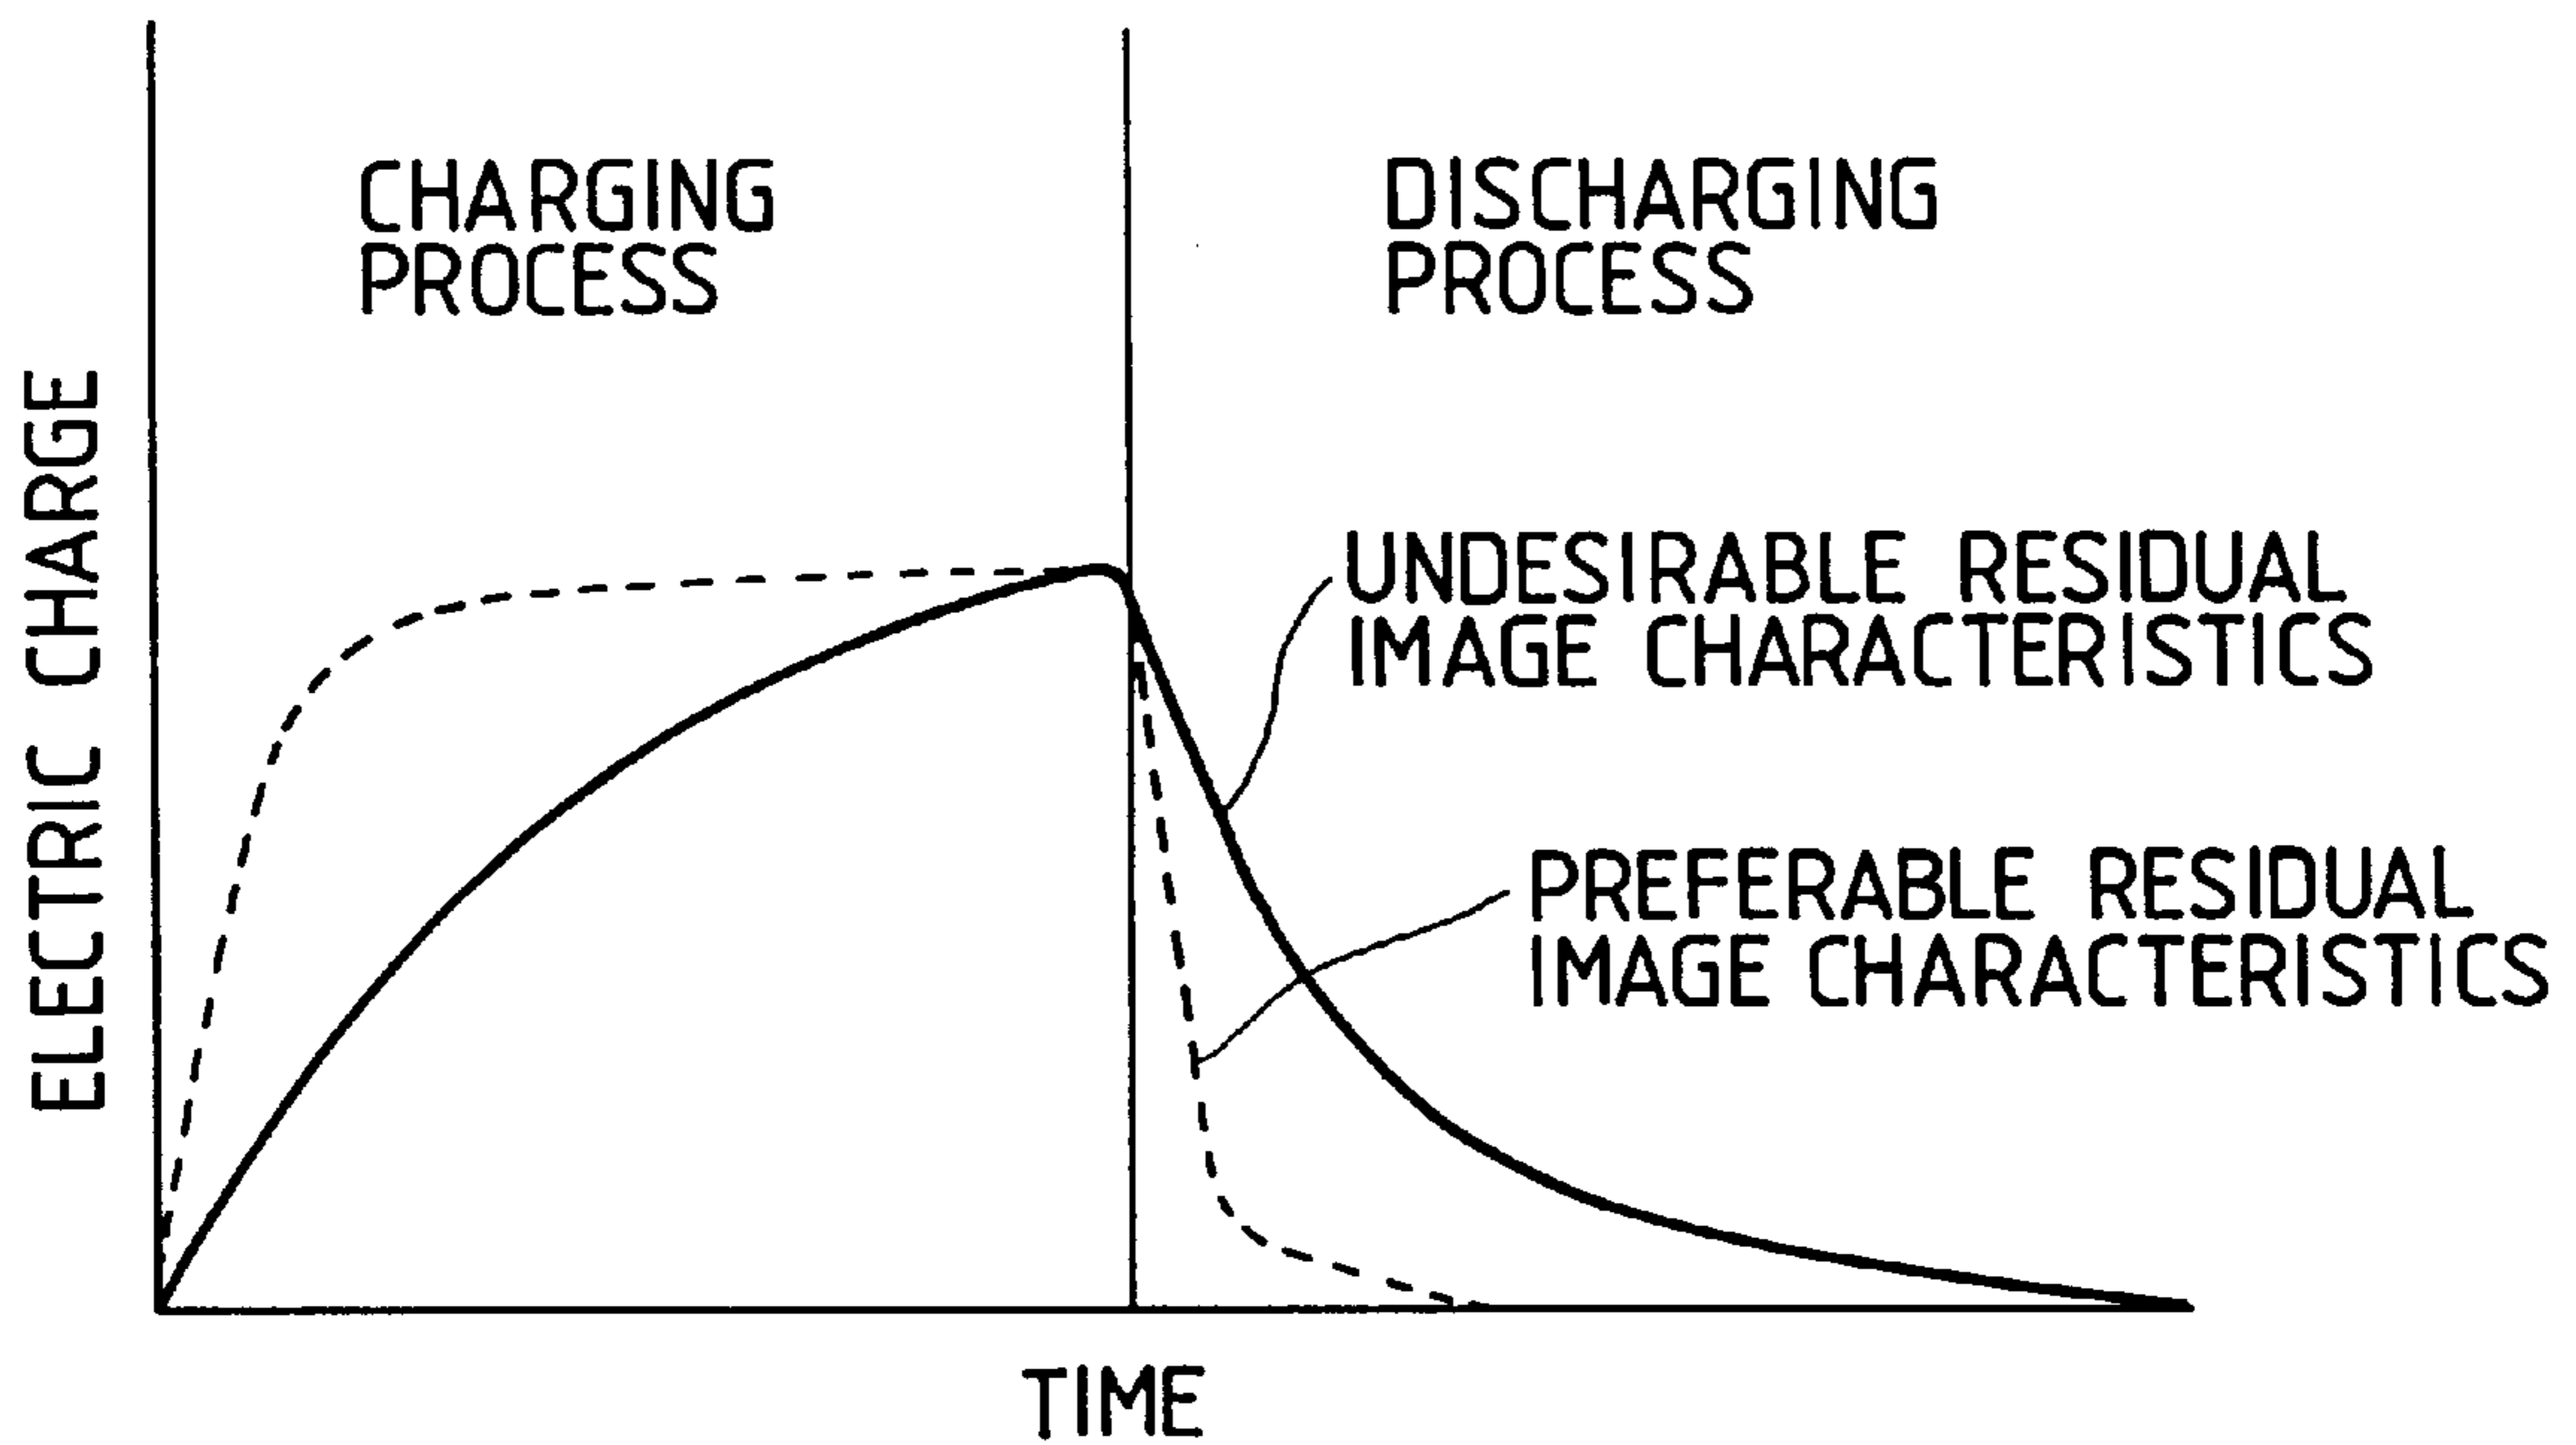 CHARGING
PROCESS
DISCHARGING
PROCESS
ELECTRIC CHARGE
UNDESIRABLE RESIDUAL
IMAGE CHARACTERISTICS
PREFERABLE RESIDUAL
IMAGE CHARACTERISTICS
TIME